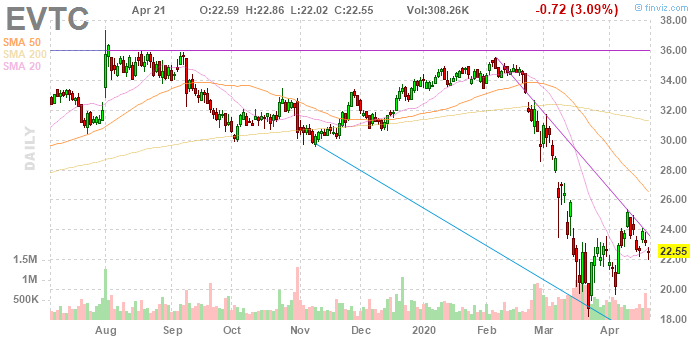 EVTC
Apr 21 O:22.59 H:22.86 L:22.02 C:22.55 Vol:308.26K -0.72 (3.09%)
© finviz.com
SMA 50
SMA 200
SMA 20
DAILY
38.00
36.00
34.00
32.00
30.00
28.00
26.00
24.00
22.55
22.00
20.00
18.00
1.5M
1M
500K
Aug Sep Oct Nov Dec 2020 Feb Mar Apr